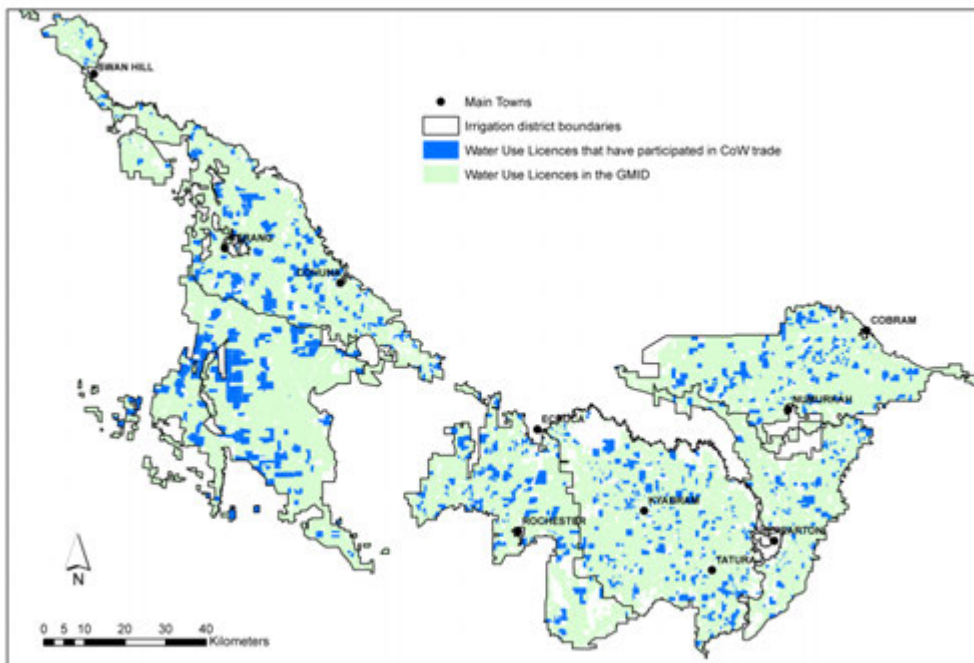 SWAN HILL
Main Towns
Irrigation district boundaries
Water Use Licences that have participated in CoW trade
Water Use Licences in the GMID
COHUNA
COBRAM
NUMURKAH
ECHUCA
KYABRAM
ROCHESTER
SHEPPARTON
TATURA
N
0 5 10 20 30 40
Kilometers